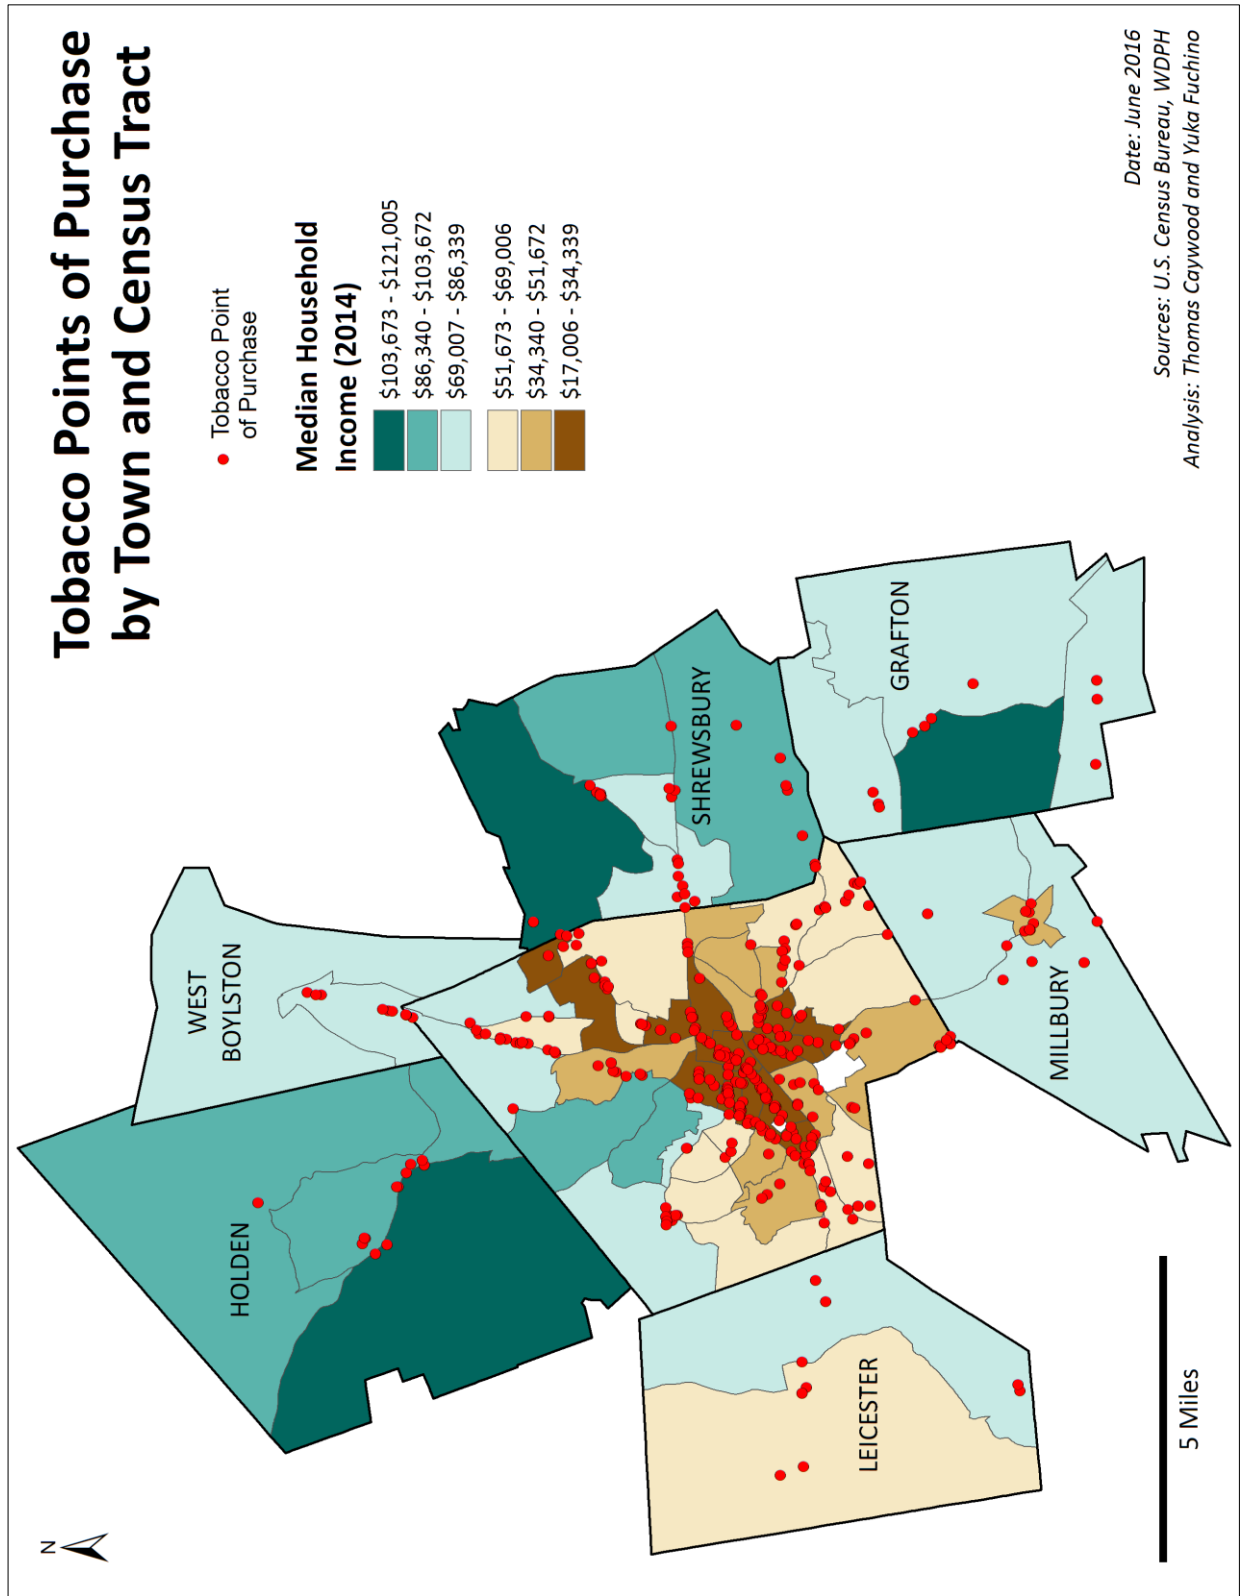 Tobacco Points of Purchase
by Town and Census Tract
Tobacco Point
of Purchase
Median Household
Income (2014)
$103,673 - $121,005
$86,340 - $103,672
$69,007 - $86,339
$51,673 - $69,006
$34,340 - $51,672
$17,006 - $34,339
N
HOLDEN
WEST
BOYLSTON
SHREWSBURY
GRAFTON
MILLBURY
LEICESTER
5 Miles
Date: June 2016
Sources: U.S. Census Bureau, WDPH
Analysis: Thomas Caywood and Yuka Fuchino